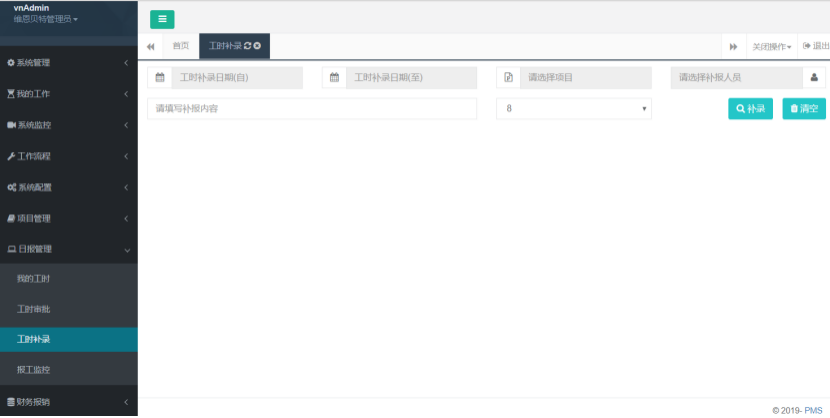 vnAdmin
维恩贝特管理员
系统管理
我的工作
系统监控
工作流程
系统配置
项目管理
日报管理
我的工时
工时审批
工时补录
报工监控
财务报销
首页
工时补录
关闭操作
退出
工时补录日期(自)
工时补录日期(至)
请选择项目
请选择补报人员
请填写补报内容
8
补录
清空
© 2019- PMS